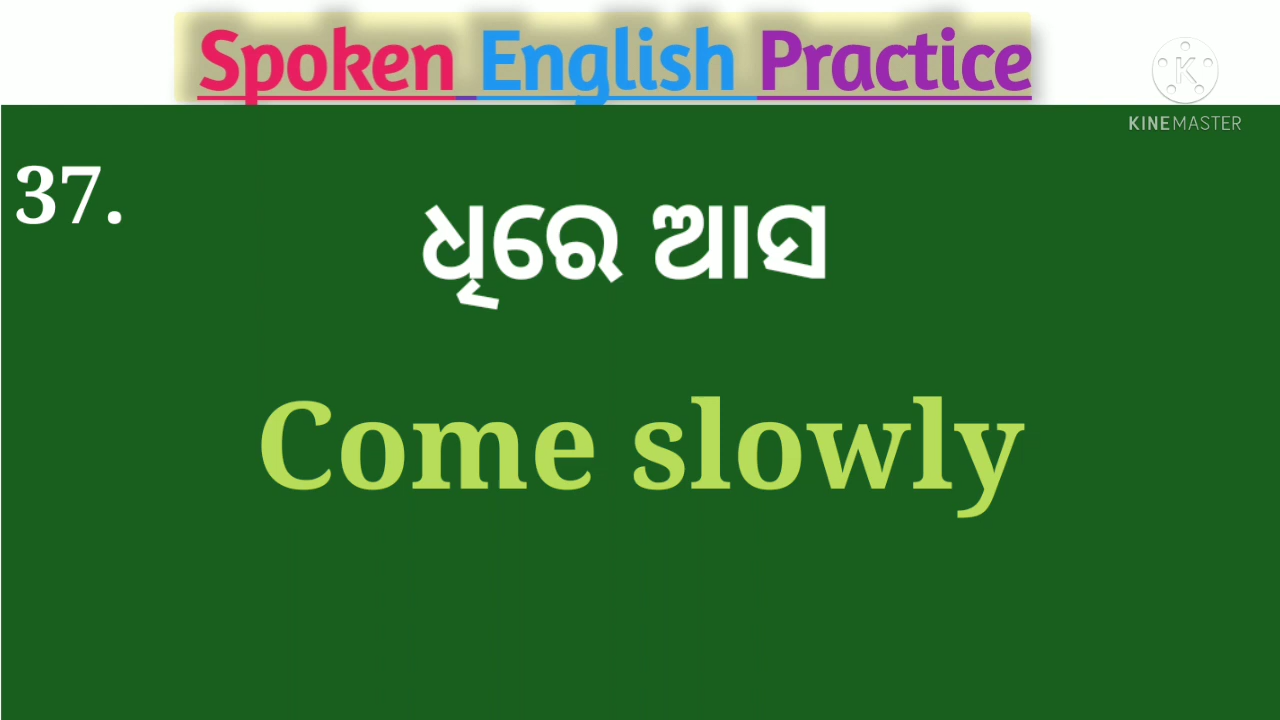 Spoken English Practice
K
KINEMASTER
37.
ଧିରେ ଆସ
Come slowly